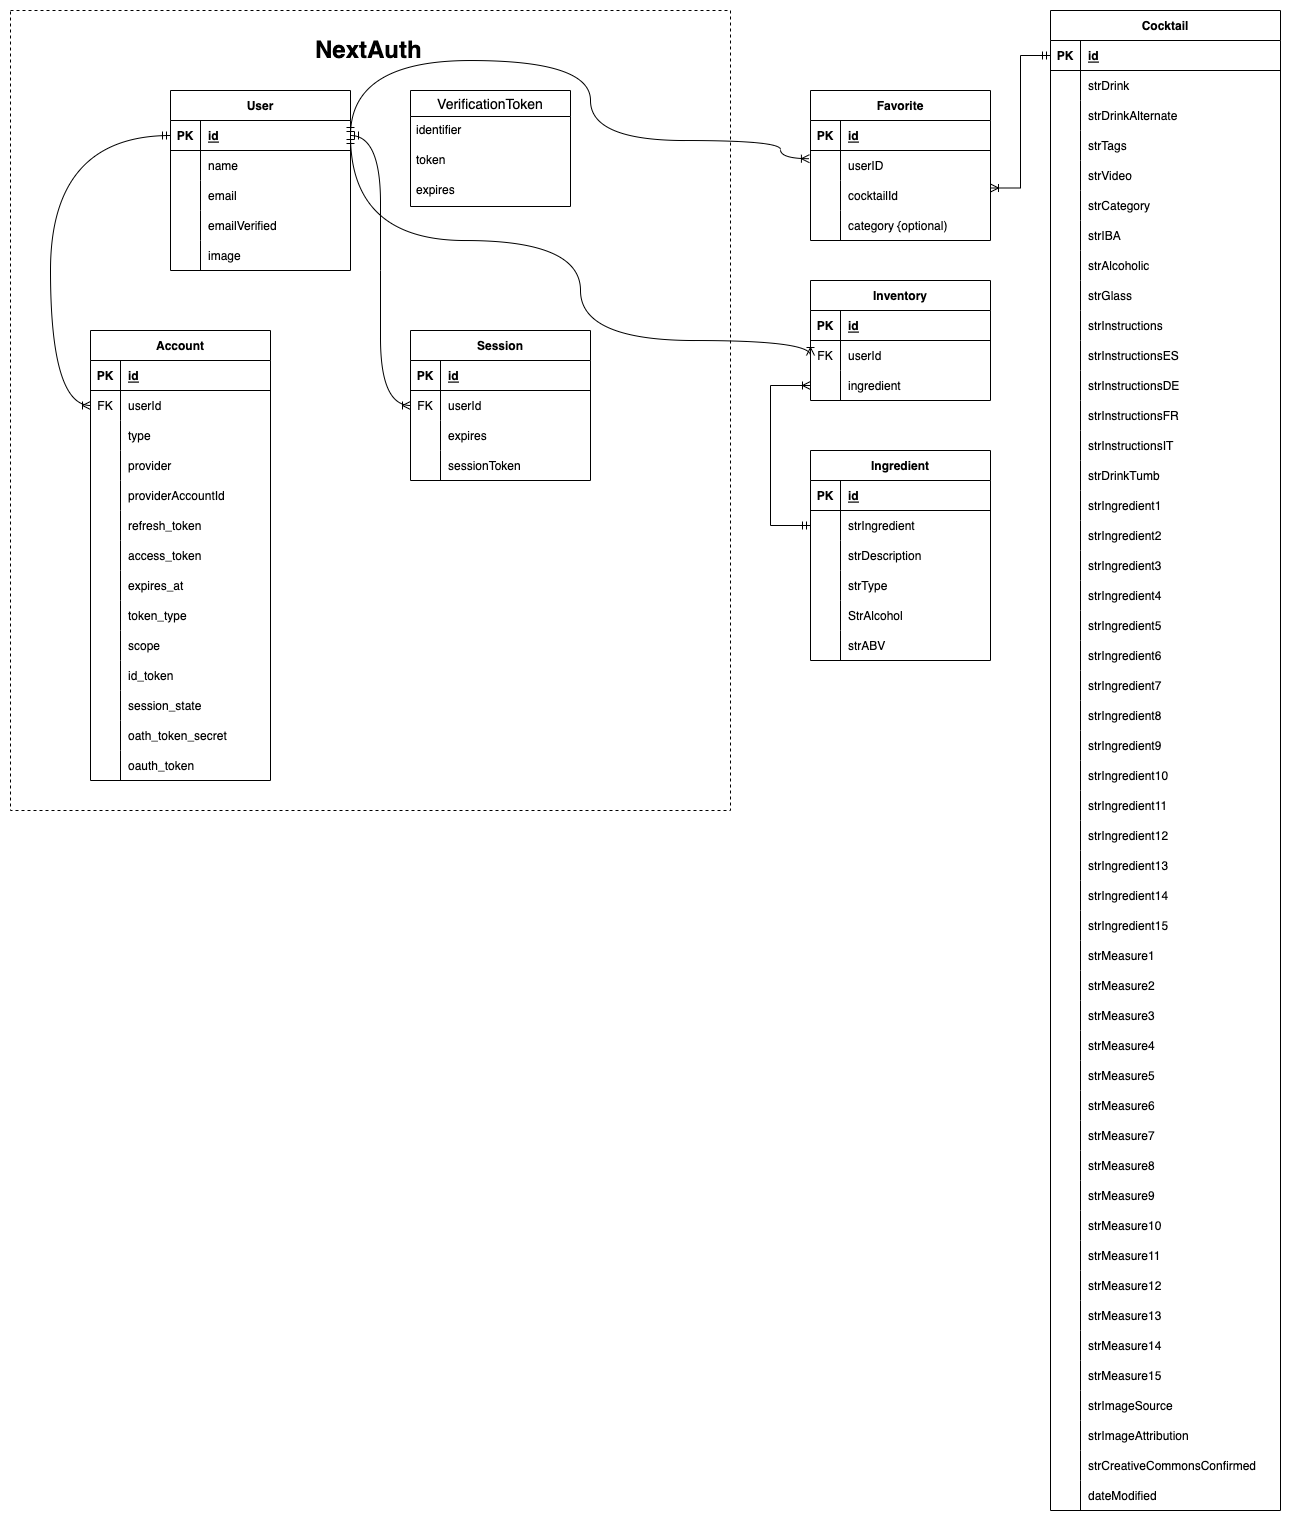 NextAuth
User
PK id
name
email
emailVerified
image
VerificationToken
identifier
token
expires
Account
PK id
FK userId
type
provider
providerAccountId
refresh_token
access_token
expires_at
token_type
scope
id_token
session_state
oath_token_secret
oauth_token
Session
PK id
FK userId
expires
sessionToken
Favorite
PK id
userID
cocktailId
category {optional)
Inventory
PK id
FK userId
ingredient
Ingredient
PK id
strIngredient
strDescription
strType
StrAlcohol
strABV
Cocktail
PK id
strDrink
strDrinkAlternate
strTags
strVideo
strCategory
strIBA
strAlcoholic
strGlass
strInstructions
strInstructionsES
strInstructionsDE
strInstructionsFR
strInstructionsIT
strDrinkTumb
strIngredient1
strIngredient2
strIngredient3
strIngredient4
strIngredient5
strIngredient6
strIngredient7
strIngredient8
strIngredient9
strIngredient10
strIngredient11
strIngredient12
strIngredient13
strIngredient14
strIngredient15
strMeasure1
strMeasure2
strMeasure3
strMeasure4
strMeasure5
strMeasure6
strMeasure7
strMeasure8
strMeasure9
strMeasure10
strMeasure11
strMeasure12
strMeasure13
strMeasure14
strMeasure15
strImageSource
strImageAttribution
strCreativeCommonsConfirmed
dateModified